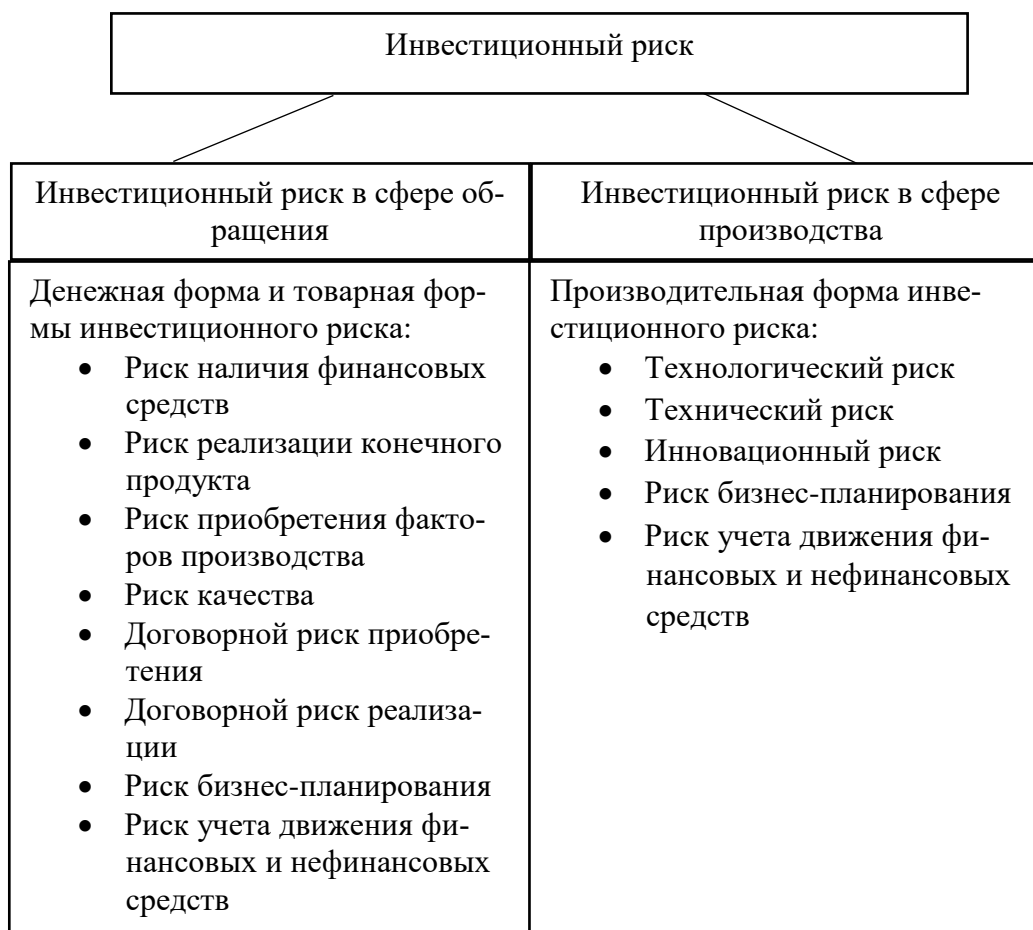 Инвестиционный риск
Инвестиционный риск в сфере об-
ращения
Инвестиционный риск в сфере
производства
Денежная форма и товарная фор-
мы инвестиционного риска:
• Риск наличия финансовых
средств
• Риск реализации конечного
продукта
• Риск приобретения факто-
ров производства
• Риск качества
• Договорной риск приобре-
тения
• Договорной риск реализа-
ции
• Риск бизнес-планирования
• Риск учета движения фи-
нансовых и нефинансовых
средств
Производительная форма инве-
стиционного риска:
• Технологический риск
• Технический риск
• Инновационный риск
• Риск бизнес-планирования
• Риск учета движения фи-
нансовых и нефинансовых
средств